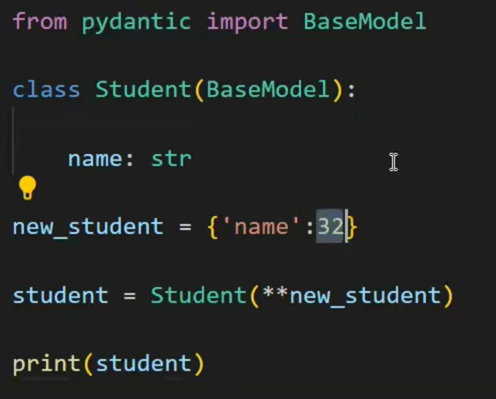 from pydantic import BaseModel
class Student(BaseModel):
name: str
new_student = {'name':32}
student = Student(**new_student)
print(student)